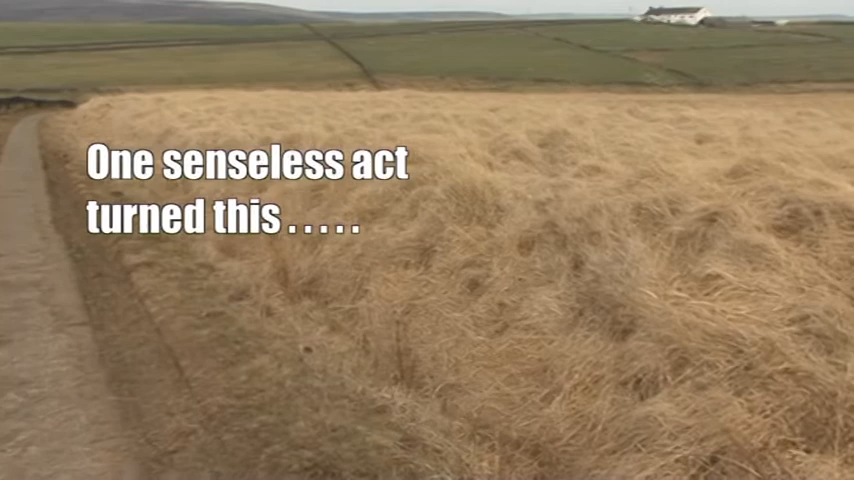 One senseless act
turned this . . . . .